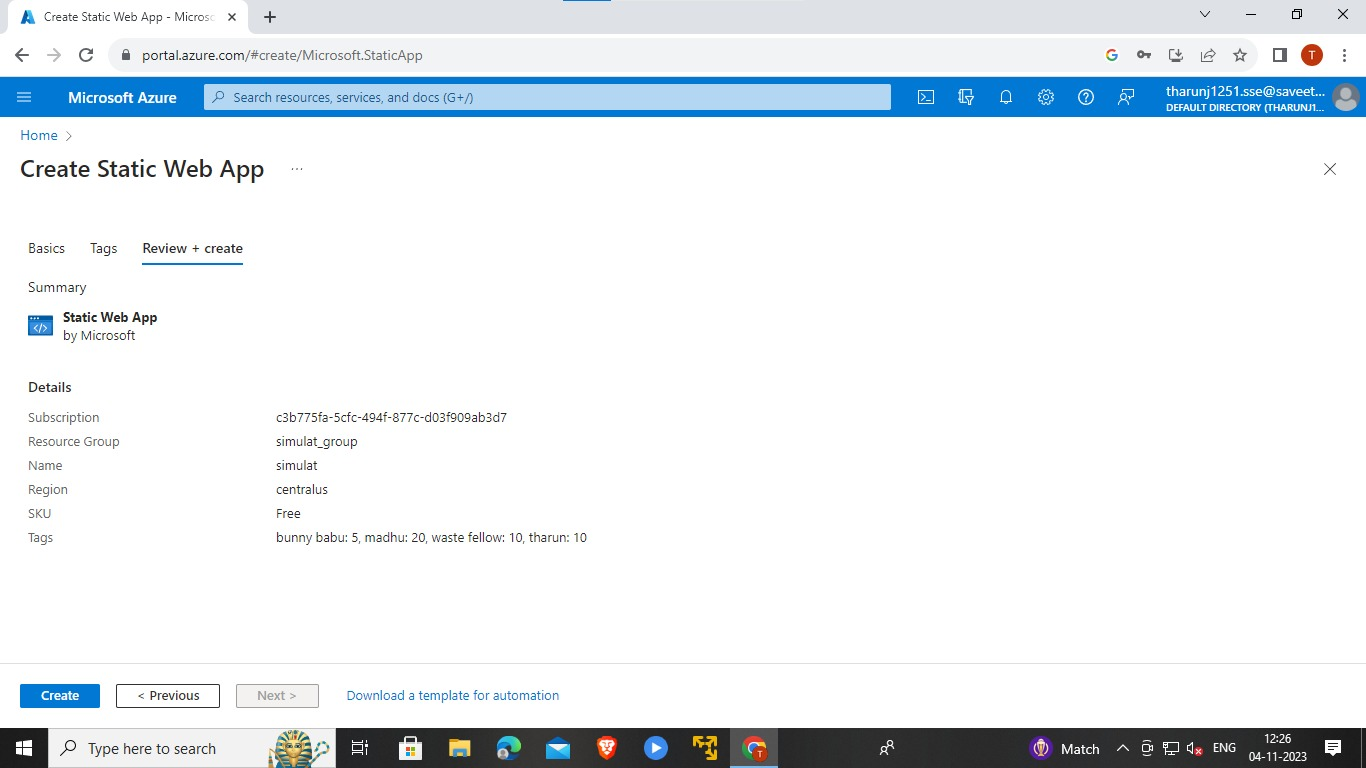 Create Static Web App - Microsc
portal.azure.com/#create/Microsoft.StaticApp
T
Microsoft Azure
Search resources, services, and docs (G+/)
tharunj1251.sse@saveet...
DEFAULT DIRECTORY (THARUNJ1...
Home
Create Static Web App ...
Basics Tags Review + create
Summary
Static Web App
by Microsoft
Details
Subscription c3b775fa-5cfc-494f-877c-d03f909ab3d7
Resource Group simulat_group
Name simulat
Region centralus
SKU Free
Tags bunny babu: 5, madhu: 20, waste fellow: 10, tharun: 10
Create < Previous Next > Download a template for automation
Type here to search
T
Match
ENG
12:26
04-11-2023